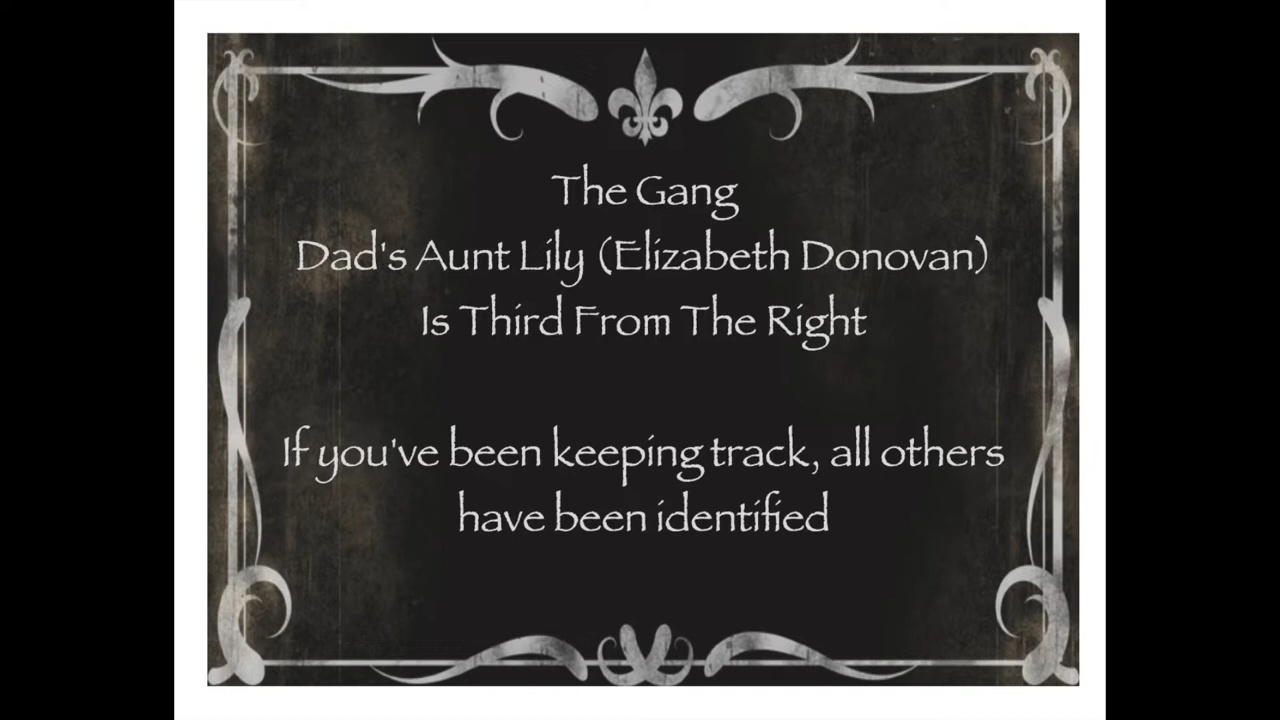 The Gang
Dad's Aunt Lily (Elizabeth Donovan)
Is Third From The Right
If you've been keeping track, all others
have been identified